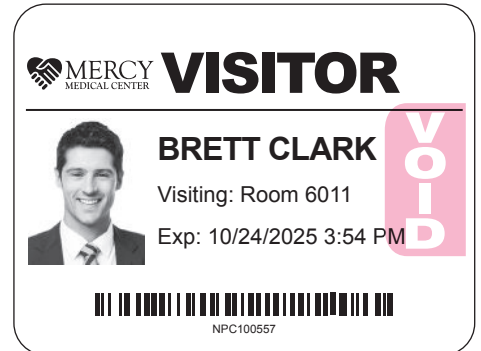 MERCY
MEDICAL CENTER
VISITOR
BRETT CLARK
Visiting: Room 6011
Exp: 10/24/2025 3:54 PM
VOID
NPC100557